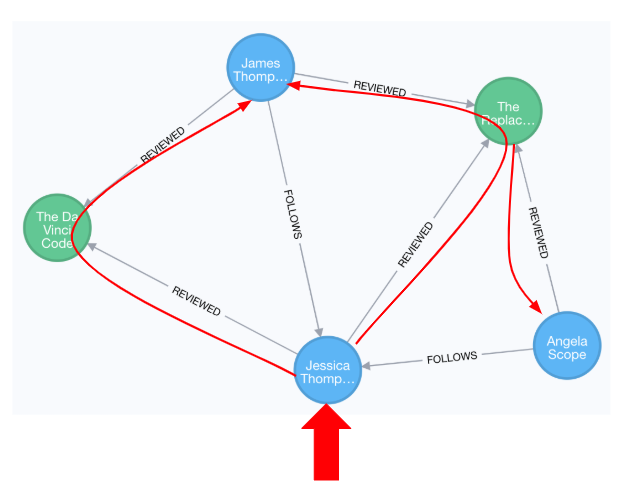 James
Thomp...
REVIEWED
The
Replac...
REVIEWED
The Da
Vinci
Code
FOLLOWS
REVIEWED
REVIEWED
REVIEWED
Jessica
Thomp...
FOLLOWS
Angela
Scope